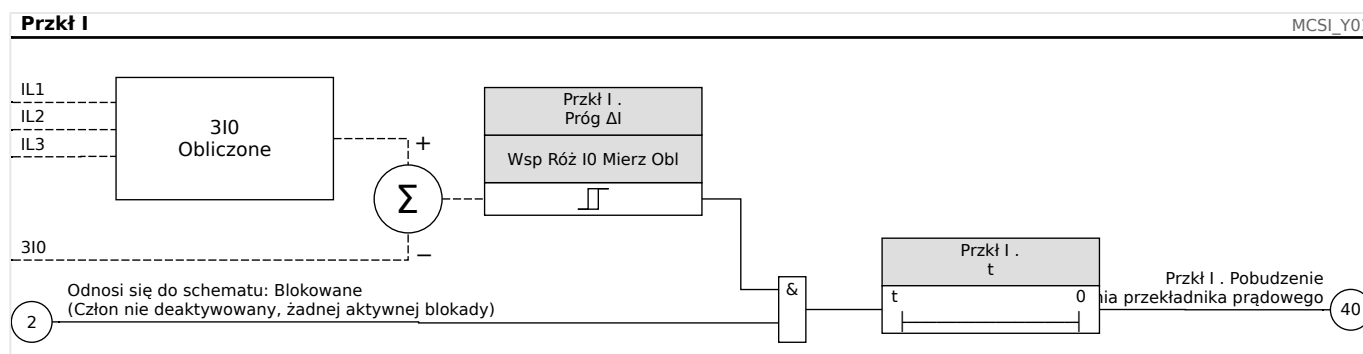 Przkł I
MCSI_Y0
IL1
IL2
IL3
3I0
Obliczone
+
Σ
−
3I0
Przkł I .
Próg ΔI
Wsp Róż I0 Mierz Obl
2
Odnosi się do schematu: Blokowane
(Człon nie deaktywowany, żadnej aktywnej blokady)
&
Przkł I .
t
t
0
Przkł I . Pobudzenie
przekładnika prądowego
40